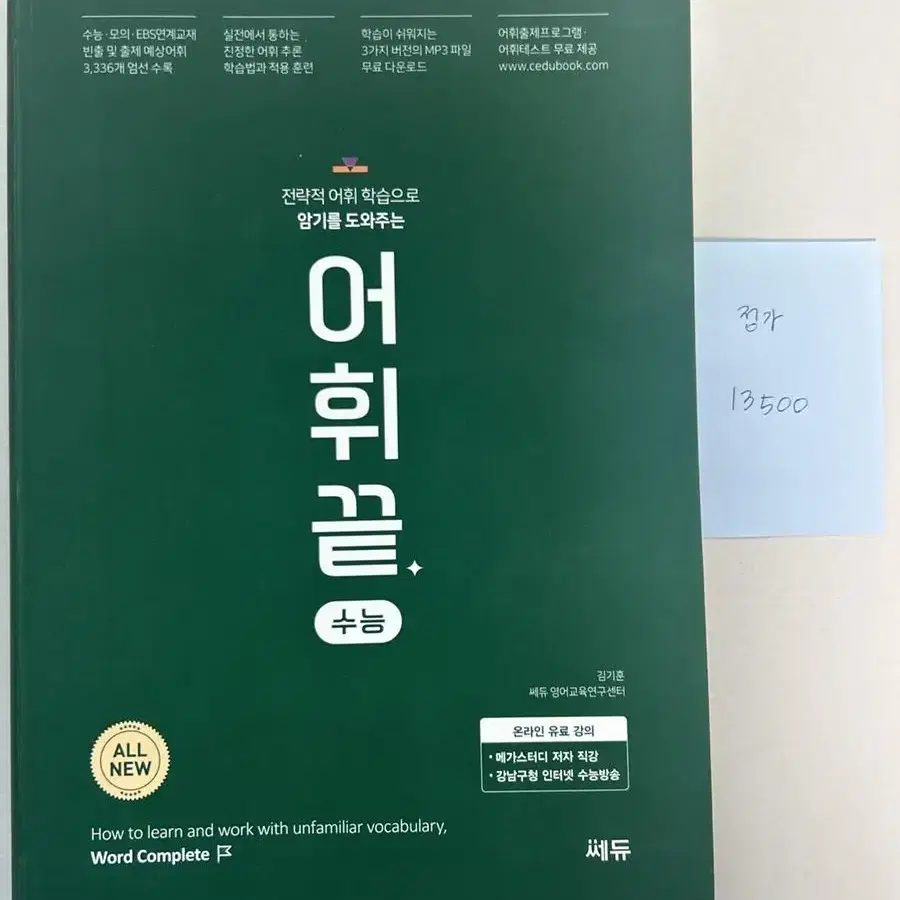 수능·모의·EBS연계교재
빈출 및 출제 예상어휘
3,336개 엄선 수록
실전에서 통하는
진정한 어휘 추론
학습법과 적용 훈련
학습이 쉬워지는
3가지 버전의 MP3 파일
무료 다운로드
어휘출제프로그램·
어휘테스트 무료 제공
www.cedubook.com
전략적 어휘 학습으로
암기를 도와주는
어
휘
끝
수능
정가
13500
김기훈
쎄듀 영어교육연구센터
온라인 유료 강의
• 메가스터디 저자 직강
• 강남구청 인터넷 수능방송
ALL
NEW
How to learn and work with unfamiliar vocabulary,
Word Complete
쎄듀